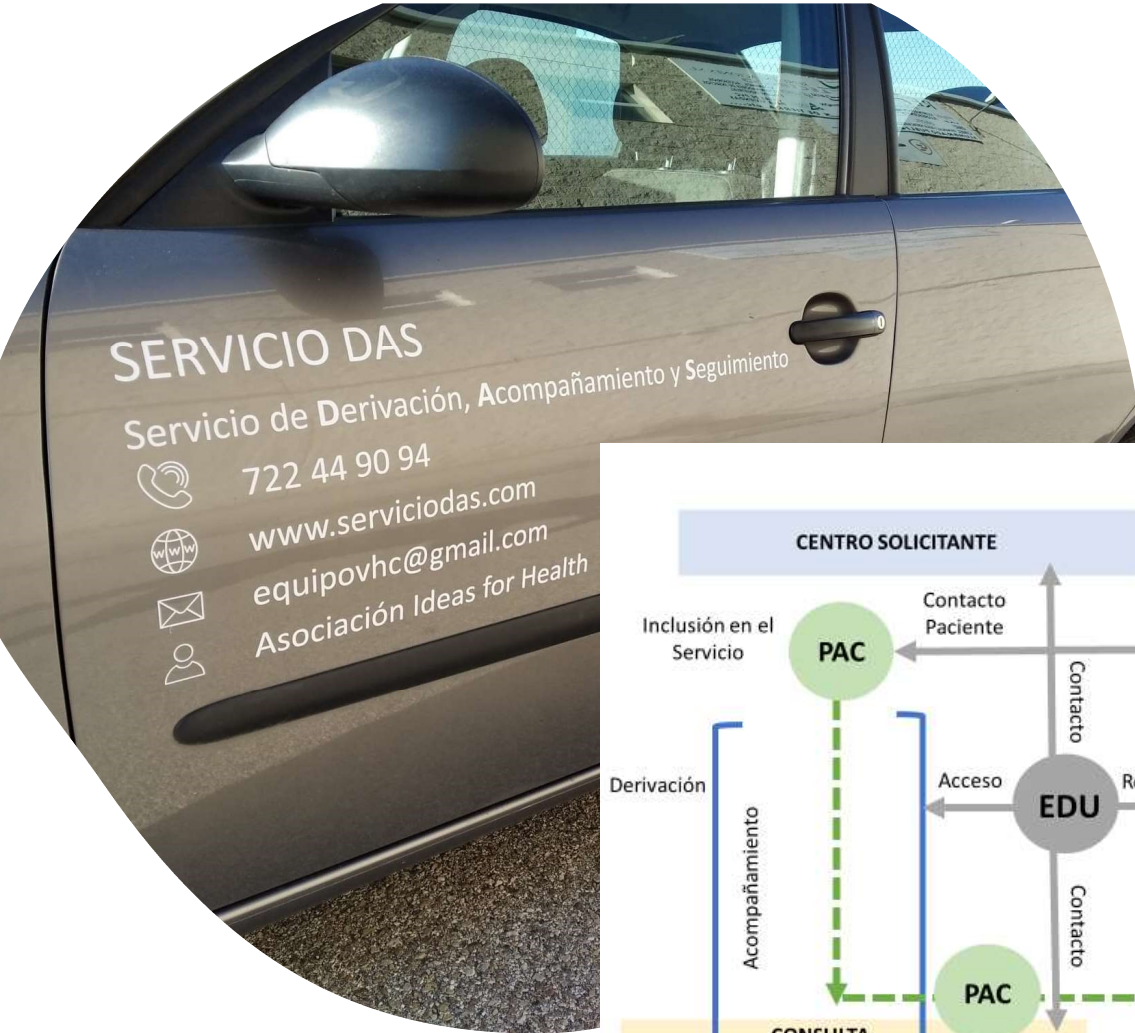 SERVICIO DAS
Servicio de Derivación, Acompañamiento y Seguimiento
722 44 90 94
www.serviciodas.com
equipovhc@gmail.com
Asociación Ideas for Health
CENTRO SOLICITANTE
Inclusión en el
Servicio
PAC
Contacto
Paciente
Contacto
Derivación
Acompañamiento
Acceso
EDU
Contacto
PAC
CONSULTA